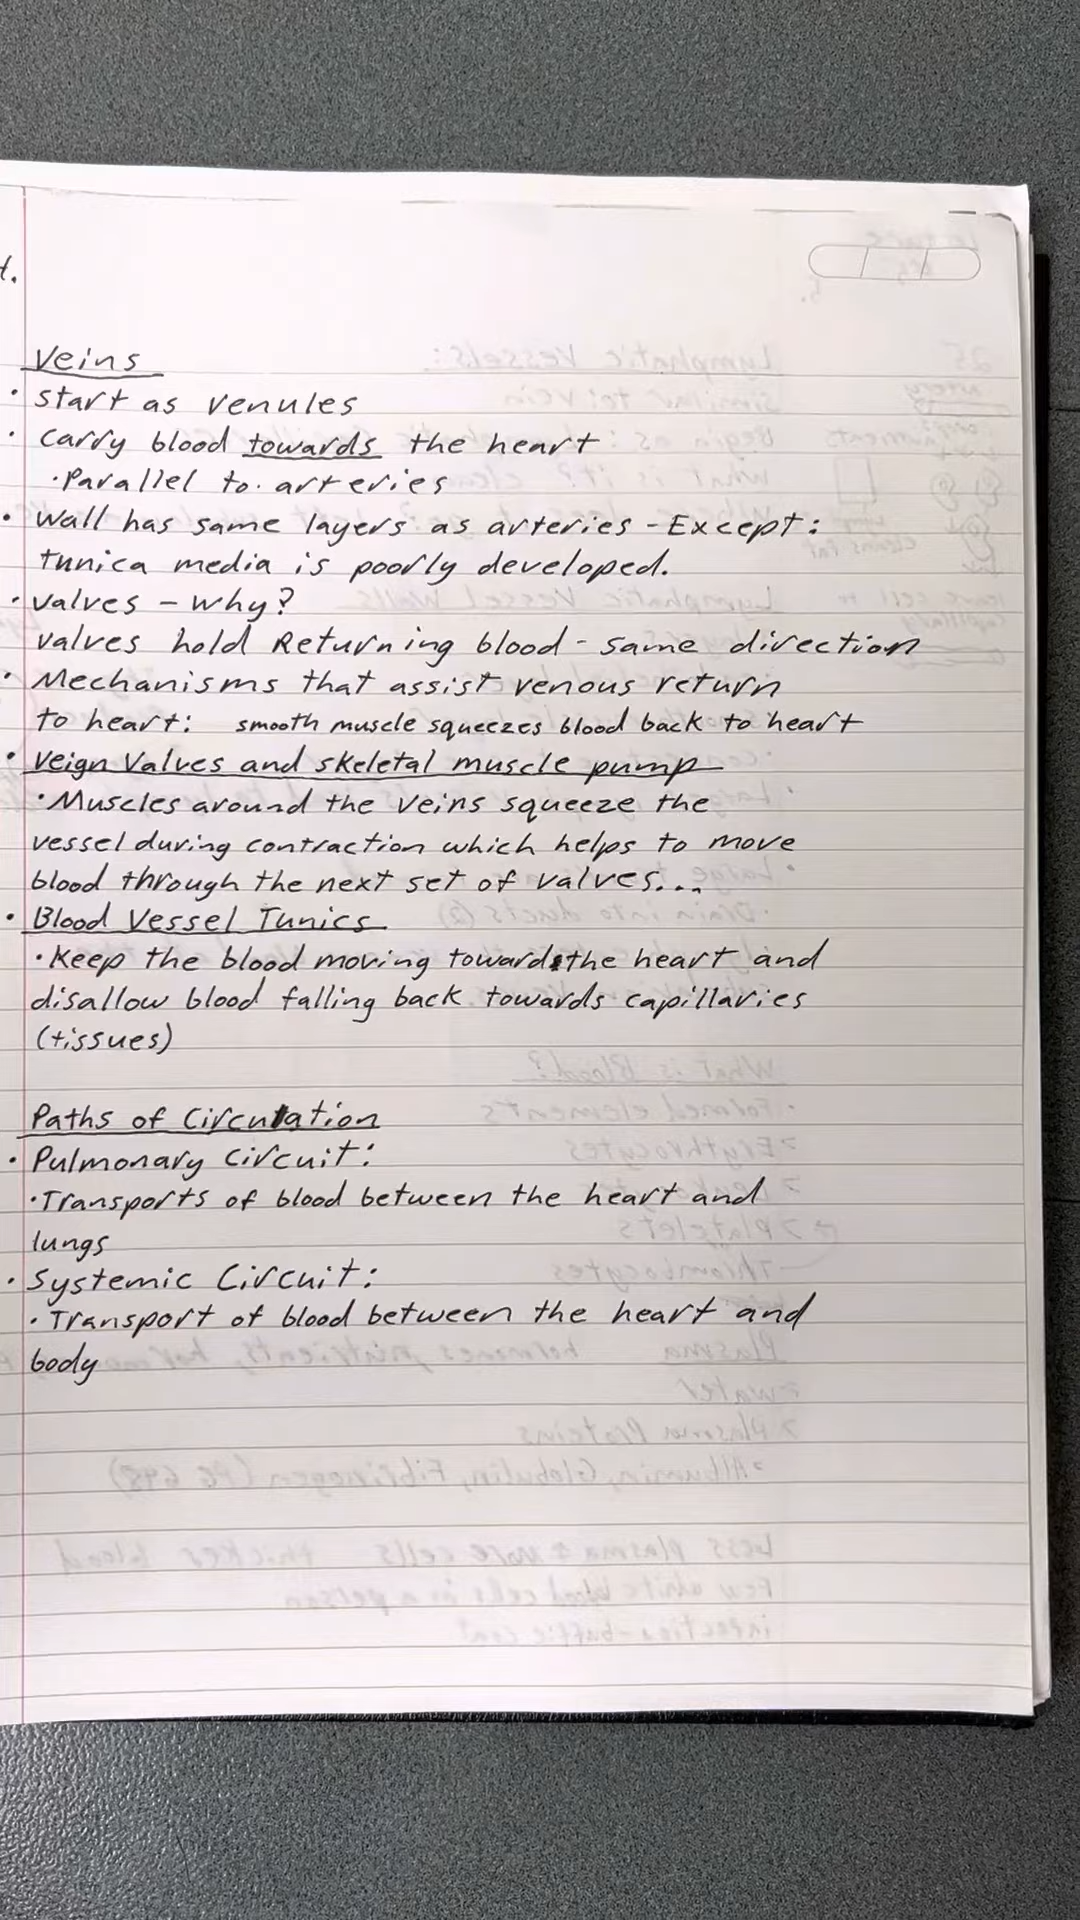 t.
Veins
• start as venules
• carry blood towards the heart
• Parallel to arteries
• Wall has same layers as arteries - Except:
tunica media is poorly developed.
• valves - Why?
valves hold Returning blood - same direction
• Mechanisms that assist venous return
to heart: smooth muscle squeezes blood back to heart
• Veign Valves and skeletal muscle pump
• Muscles around the veins squeeze the
vessel during contraction which helps to move
blood through the next set of valves...
• Blood Vessel Tunics
• Keep the blood moving towards the heart and
disallow blood falling back towards capillaries
(tissues)
Paths of Circulation
• Pulmonary Circuit:
• Transports of blood between the heart and
lungs
• Systemic Circuit:
• Transport of blood between the heart and
body